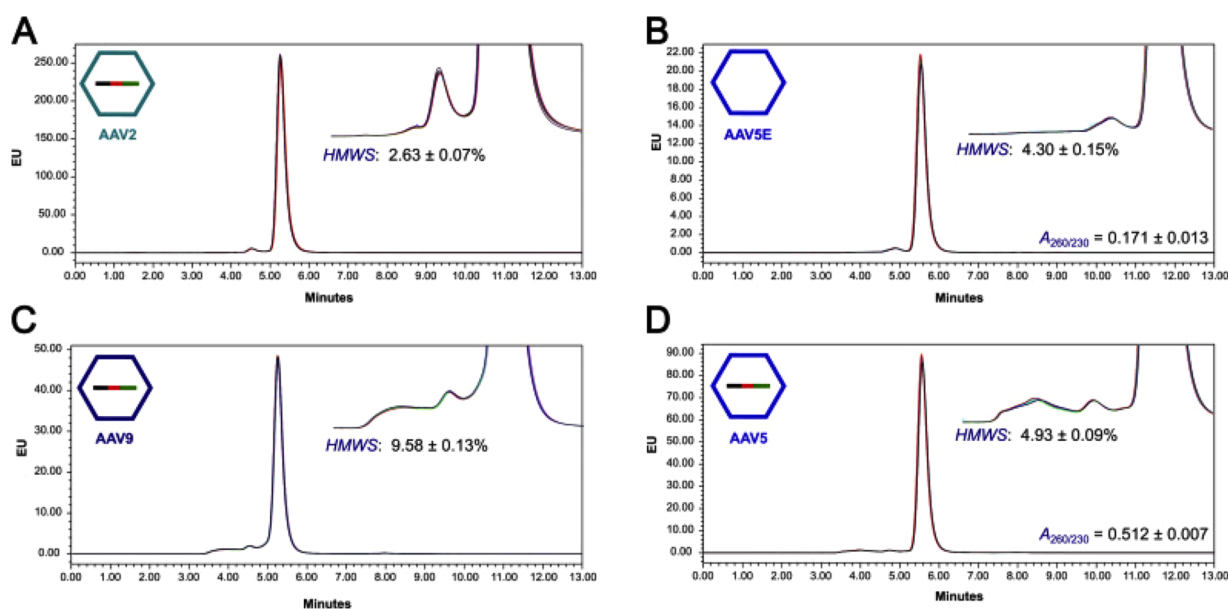 A
AAV2
HMWS: 2.63 ± 0.07%
EU
250.00
200.00
150.00
100.00
50.00
0.00
0.00 1.00 2.00 3.00 4.00 5.00 6.00 7.00 8.00 9.00 10.00 11.00 12.00 13.00
Minutes
B
AAV5E
HMWS: 4.30 ± 0.15%
A260/230 = 0.171 ± 0.013
EU
22.00
20.00
18.00
16.00
14.00
12.00
10.00
8.00
6.00
4.00
2.00
0.00
0.00 1.00 2.00 3.00 4.00 5.00 6.00 7.00 8.00 9.00 10.00 11.00 12.00 13.00
Minutes
C
AAV9
HMWS: 9.58 ± 0.13%
EU
50.00
40.00
30.00
20.00
10.00
0.00
0.00 1.00 2.00 3.00 4.00 5.00 6.00 7.00 8.00 9.00 10.00 11.00 12.00 13.00
Minutes
D
AAV5
HMWS: 4.93 ± 0.09%
A260/230 = 0.512 ± 0.007
EU
90.00
80.00
70.00
60.00
50.00
40.00
30.00
20.00
10.00
0.00
0.00 1.00 2.00 3.00 4.00 5.00 6.00 7.00 8.00 9.00 10.00 11.00 12.00 13.00
Minutes